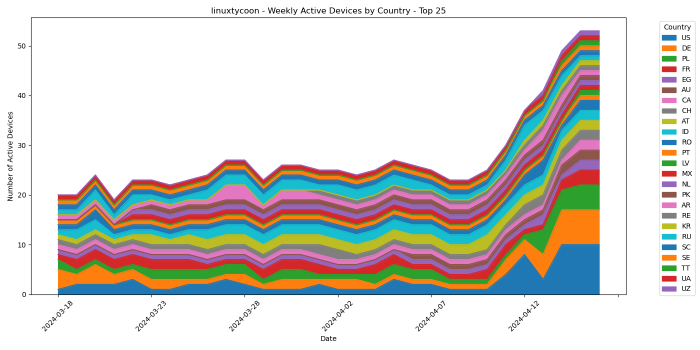 linuxtycoon - Weekly Active Devices by Country - Top 25
Number of Active Devices
50
40
30
20
10
0
2024-03-18
2024-03-23
2024-03-28
2024-04-02
2024-04-07
2024-04-12
Date
Country
US
DE
PL
FR
EG
AU
CA
CH
AT
ID
RO
PT
LV
MX
NL
PK
AR
RE
KR
RU
SC
SE
TT
UA
UZ